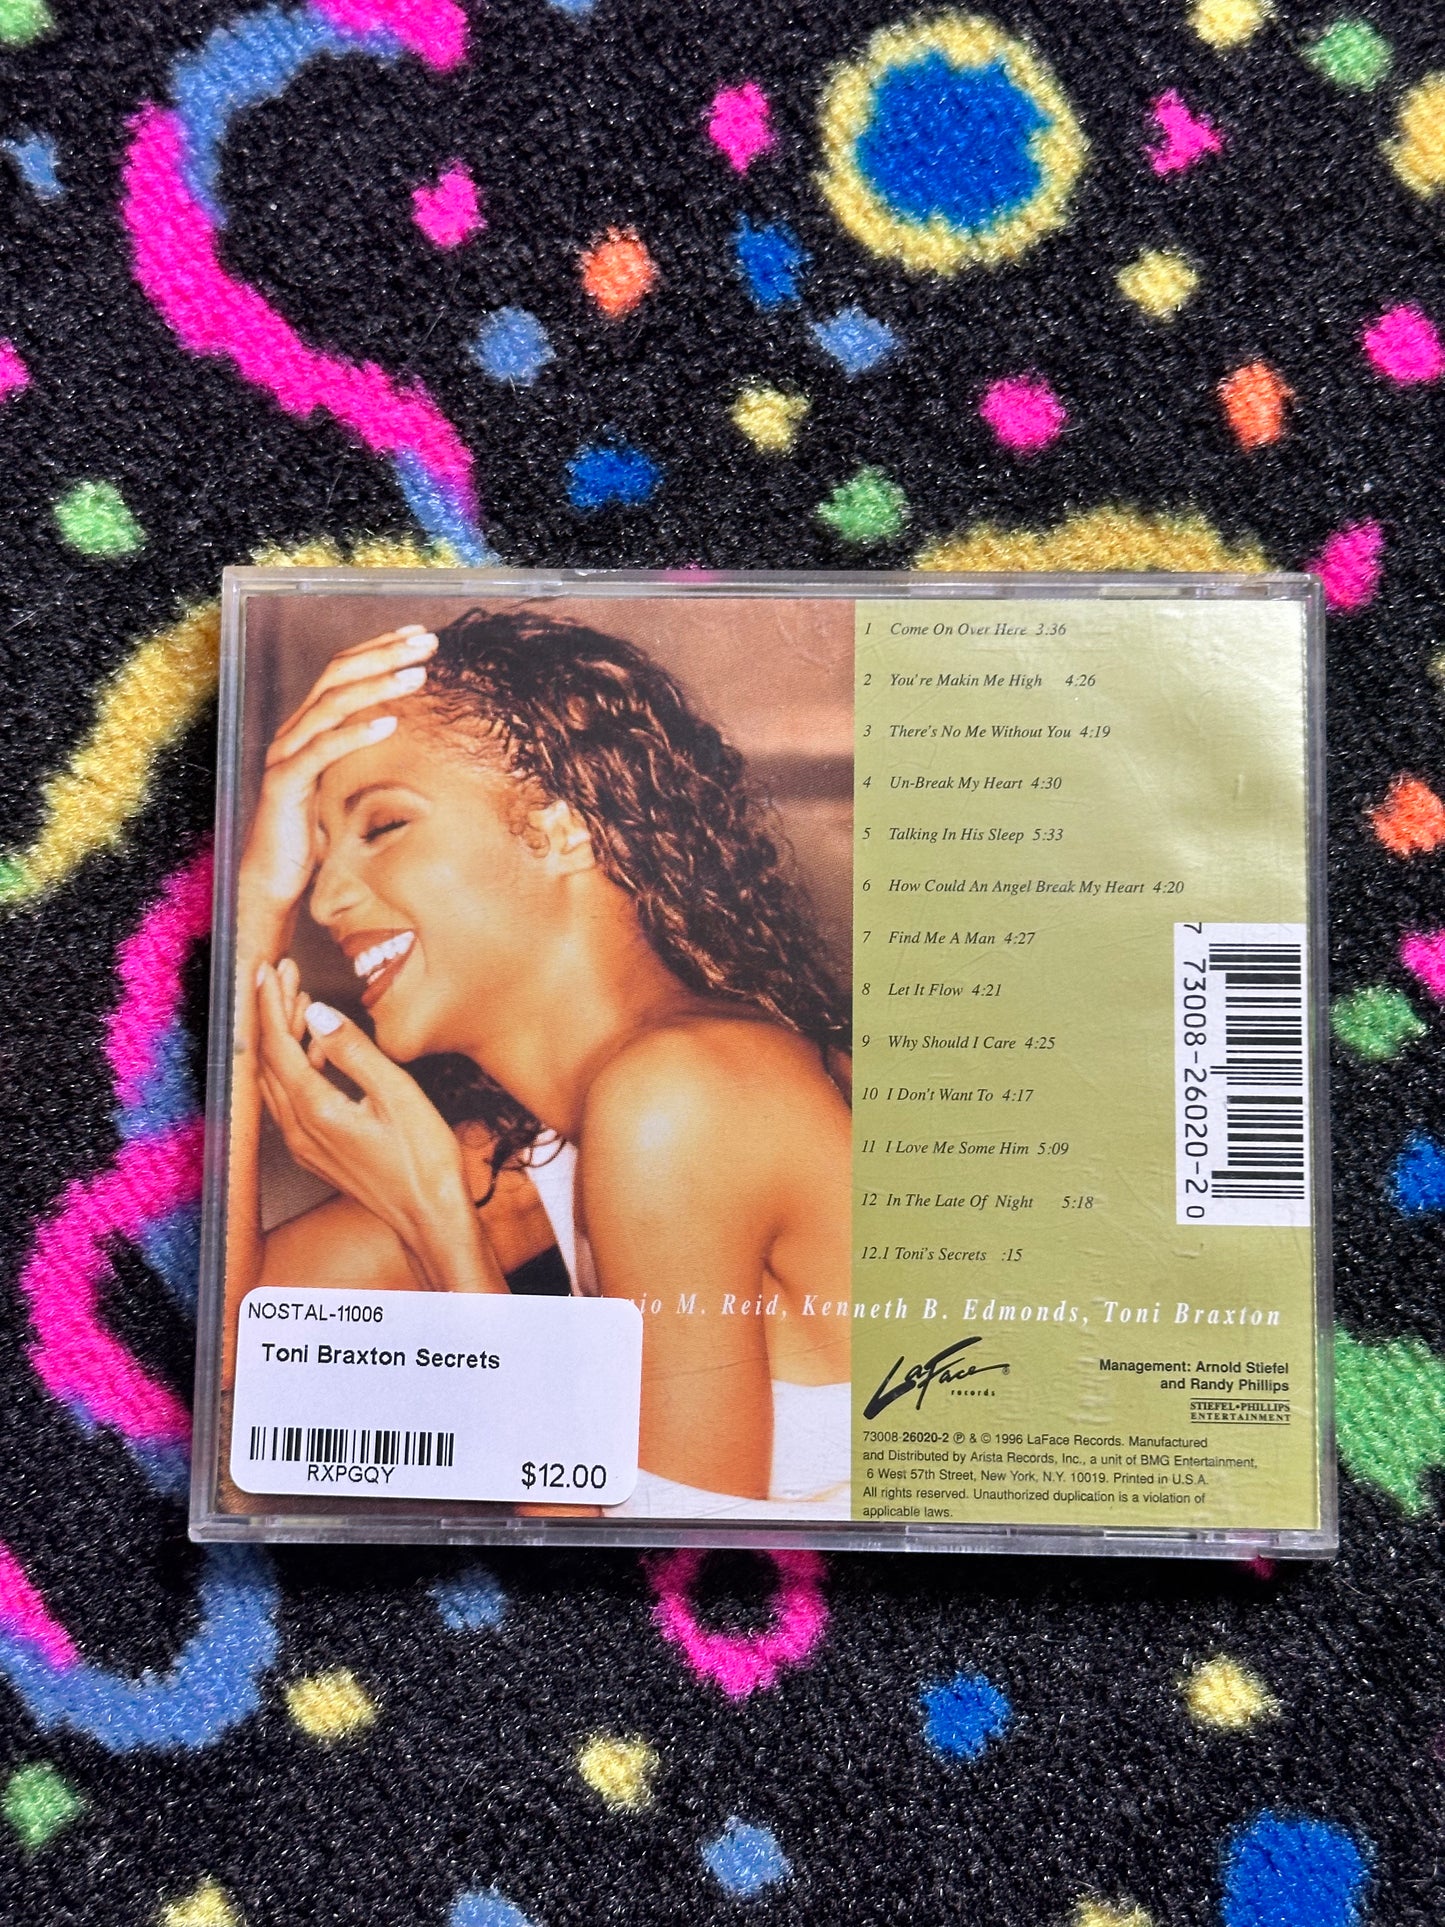 1 Come On Over Here 3:36
2 You're Makin Me High 4:26
3 There's No Me Without You 4:19
4 Un-Break My Heart 4:30
5 Talking In His Sleep 5:33
6 How Could An Angel Break My Heart 4:20
7 Find Me A Man 4:27
8 Let It Flow 4:21
9 Why Should I Care 4:25
10 I Don't Want To 4:17
11 I Love Me Some Him 5:09
12 In The Late Of Night 5:18
12.1 Toni's Secrets :15
7 73008-26020-2 0
M. Reid, Kenneth B. Edmonds, Toni Braxton
LaFace ®
records
Management: Arnold Stiefel
and Randy Phillips
STIEFEL•PHILLIPS
ENTERTAINMENT
73008-26020-2 ℗ & © 1996 LaFace Records. Manufactured
and Distributed by Arista Records, Inc., a unit of BMG Entertainment,
6 West 57th Street, New York, N.Y. 10019. Printed in U.S.A.
All rights reserved. Unauthorized duplication is a violation of
applicable laws.
NOSTAL-11006
Toni Braxton Secrets
RXPGQY
$12.00